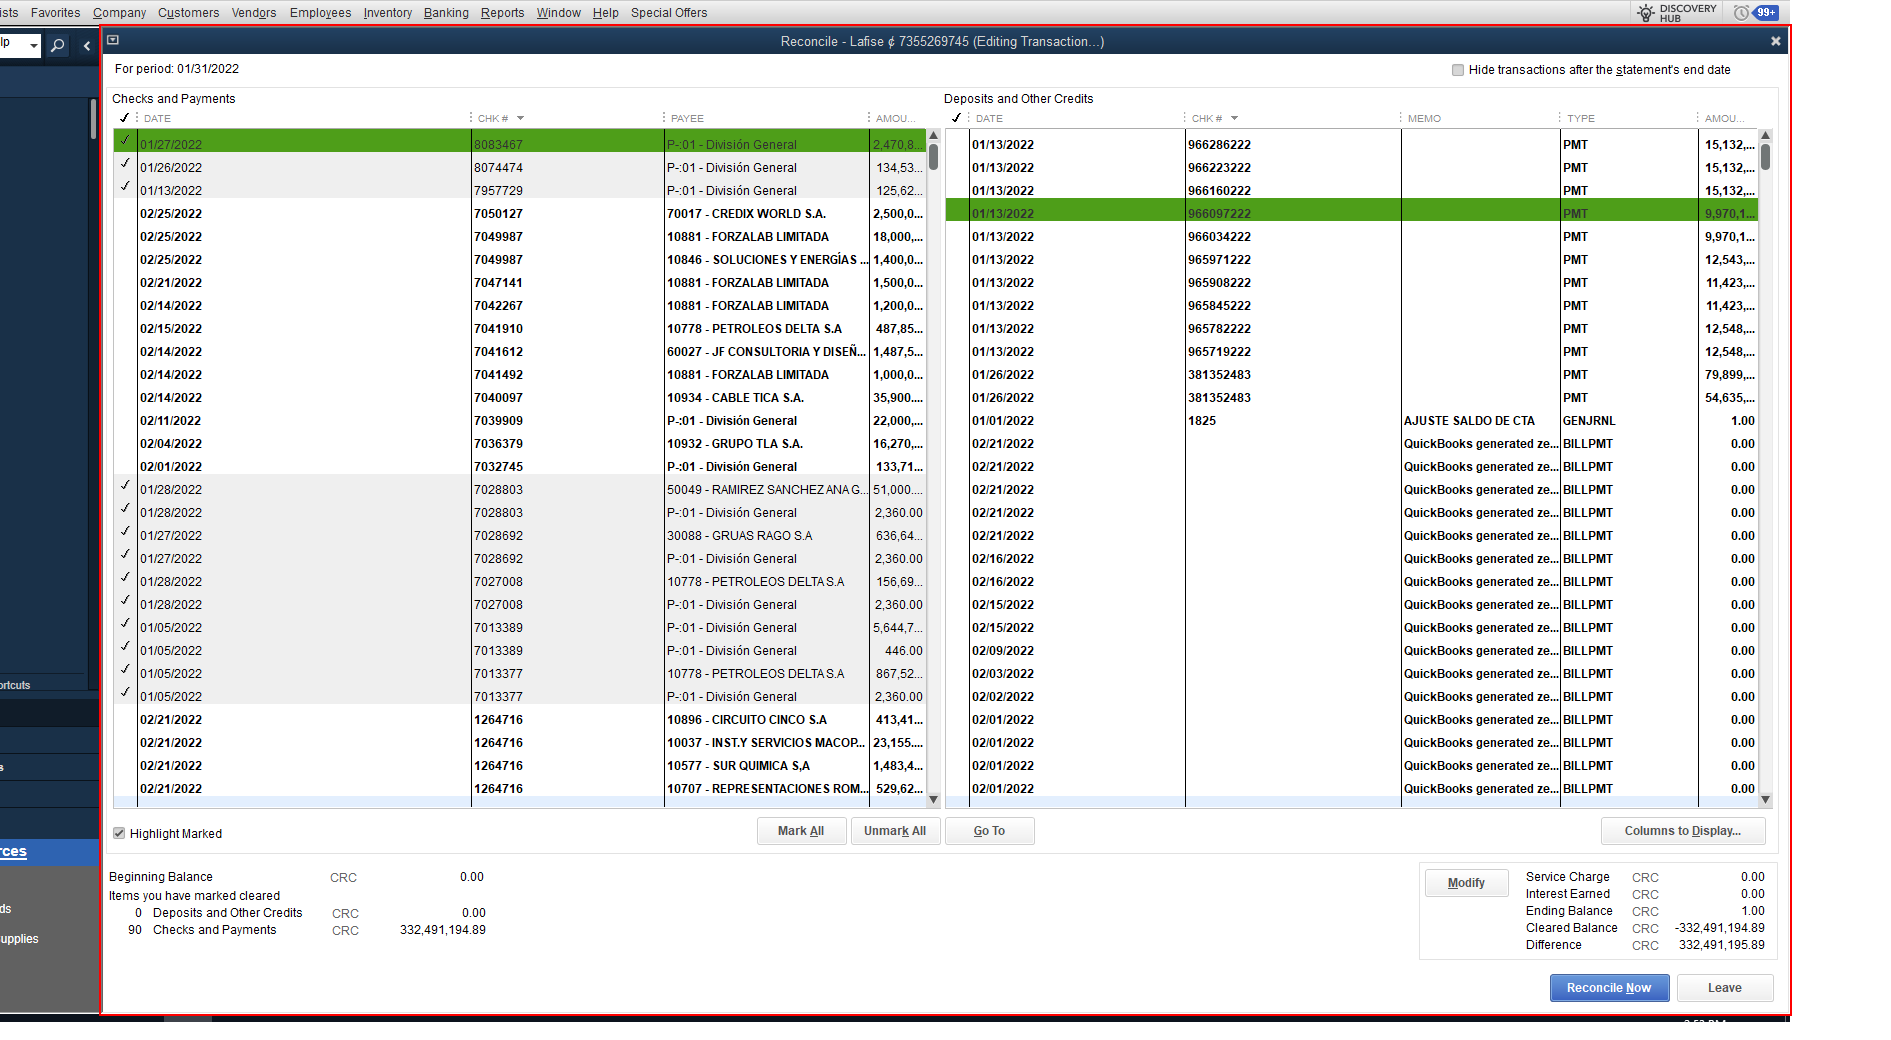 ists Favorites Company Customers Vendors Employees Inventory Banking Reports Window Help Special Offers DISCOVERY HUB 99+
lp
Reconcile - Lafise ¢ 7355269745 (Editing Transaction...)
For period: 01/31/2022
Hide transactions after the statement's end date
Checks and Payments Deposits and Other Credits
✓ DATE CHK # PAYEE AMOU... ✓ DATE CHK # MEMO TYPE AMOU...
✓ 01/27/2022 8083467 P-:01 - División General 2,470,8... 01/13/2022 966286222 PMT 15,132,...
✓ 01/26/2022 8074474 P-:01 - División General 134,53... 01/13/2022 966223222 PMT 15,132,...
✓ 01/13/2022 7957729 P-:01 - División General 125,62... 01/13/2022 966160222 PMT 15,132,...
02/25/2022 7050127 70017 - CREDIX WORLD S.A. 2,500,0... 01/13/2022 966097222 PMT 9,970,1...
02/25/2022 7049987 10881 - FORZALAB LIMITADA 18,000,... 01/13/2022 966034222 PMT 9,970,1...
02/25/2022 7049987 10846 - SOLUCIONES Y ENERGÍAS ... 1,400,0... 01/13/2022 965971222 PMT 12,543,...
02/21/2022 7047141 10881 - FORZALAB LIMITADA 1,500,0... 01/13/2022 965908222 PMT 11,423,...
02/14/2022 7042267 10881 - FORZALAB LIMITADA 1,200,0... 01/13/2022 965845222 PMT 11,423,...
02/15/2022 7041910 10778 - PETROLEOS DELTA S.A 487,85... 01/13/2022 965782222 PMT 12,548,...
02/14/2022 7041612 60027 - JF CONSULTORIA Y DISEÑ... 1,487,5... 01/13/2022 965719222 PMT 12,548,...
02/14/2022 7041492 10881 - FORZALAB LIMITADA 1,000,0... 01/26/2022 381352483 PMT 79,899,...
02/14/2022 7040097 10934 - CABLE TICA S.A. 35,900.... 01/26/2022 381352483 PMT 54,635,...
02/11/2022 7039909 P-:01 - División General 22,000,... 01/01/2022 1825 AJUSTE SALDO DE CTA GENJRNL 1.00
02/04/2022 7036379 10932 - GRUPO TLA S.A. 16,270,... 02/21/2022 QuickBooks generated ze... BILLPMT 0.00
02/01/2022 7032745 P-:01 - División General 133,71... 02/21/2022 QuickBooks generated ze... BILLPMT 0.00
✓ 01/28/2022 7028803 50049 - RAMIREZ SANCHEZ ANA G... 51,000.... 02/21/2022 QuickBooks generated ze... BILLPMT 0.00
✓ 01/28/2022 7028803 P-:01 - División General 2,360.00 02/21/2022 QuickBooks generated ze... BILLPMT 0.00
✓ 01/27/2022 7028692 30088 - GRUAS RAGO S.A 636,64... 02/21/2022 QuickBooks generated ze... BILLPMT 0.00
✓ 01/27/2022 7028692 P-:01 - División General 2,360.00 02/16/2022 QuickBooks generated ze... BILLPMT 0.00
✓ 01/28/2022 7027008 10778 - PETROLEOS DELTA S.A 156,69... 02/16/2022 QuickBooks generated ze... BILLPMT 0.00
✓ 01/28/2022 7027008 P-:01 - División General 2,360.00 02/15/2022 QuickBooks generated ze... BILLPMT 0.00
✓ 01/05/2022 7013389 P-:01 - División General 5,644,7... 02/15/2022 QuickBooks generated ze... BILLPMT 0.00
✓ 01/05/2022 7013389 P-:01 - División General 446.00 02/09/2022 QuickBooks generated ze... BILLPMT 0.00
✓ 01/05/2022 7013377 10778 - PETROLEOS DELTA S.A 867,52... 02/03/2022 QuickBooks generated ze... BILLPMT 0.00
✓ 01/05/2022 7013377 P-:01 - División General 2,360.00 02/02/2022 QuickBooks generated ze... BILLPMT 0.00
02/21/2022 1264716 10896 - CIRCUITO CINCO S.A 413,41... 02/01/2022 QuickBooks generated ze... BILLPMT 0.00
02/21/2022 1264716 10037 - INST.Y SERVICIOS MACOP... 23,155.... 02/01/2022 QuickBooks generated ze... BILLPMT 0.00
02/21/2022 1264716 10577 - SUR QUIMICA S,A 1,483,4... 02/01/2022 QuickBooks generated ze... BILLPMT 0.00
02/21/2022 1264716 10707 - REPRESENTACIONES ROM... 529,62... 02/01/2022 QuickBooks generated ze... BILLPMT 0.00
ortcuts
s
rces
ds
upplies
Highlight Marked Mark All Unmark All Go To Columns to Display...
Beginning Balance CRC 0.00
Items you have marked cleared
0 Deposits and Other Credits CRC 0.00
90 Checks and Payments CRC 332,491,194.89
Modify
Service Charge CRC 0.00
Interest Earned CRC 0.00
Ending Balance CRC 1.00
Cleared Balance CRC -332,491,194.89
Difference CRC 332,491,195.89
Reconcile Now Leave